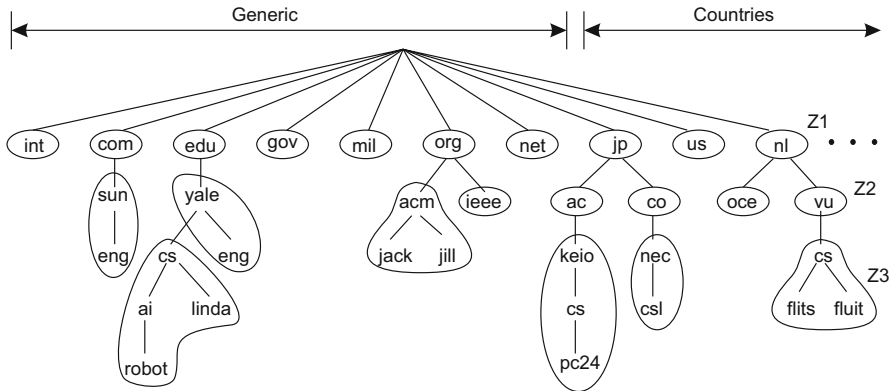 Generic Countries
int com edu gov mil org net jp us nl Z1 • • •
sun yale acm ieee ac co oce vu Z2
eng cs eng jack jill keio nec cs Z3
ai linda cs csl flits fluit
robot pc24